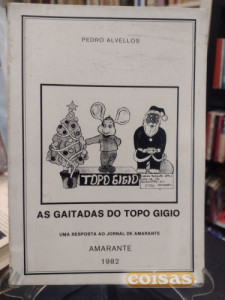 PEDRO ALVELLOS
TOPO GIGIO
AS GAITADAS DO TOPO GIGIO
UMA RESPOSTA AO JORNAL DE AMARANTE
AMARANTE
1982
coisas.